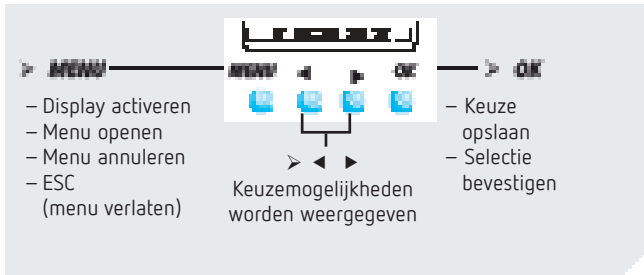 ➢ MENU
MENU ◄ ► OK
➢ OK
– Display activeren
– Menu openen
– Menu annuleren
– ESC
(menu verlaten)
➢ ◄ ►
Keuzemogelijkheden
worden weergegeven
– Keuze
opslaan
– Selectie
bevestigen